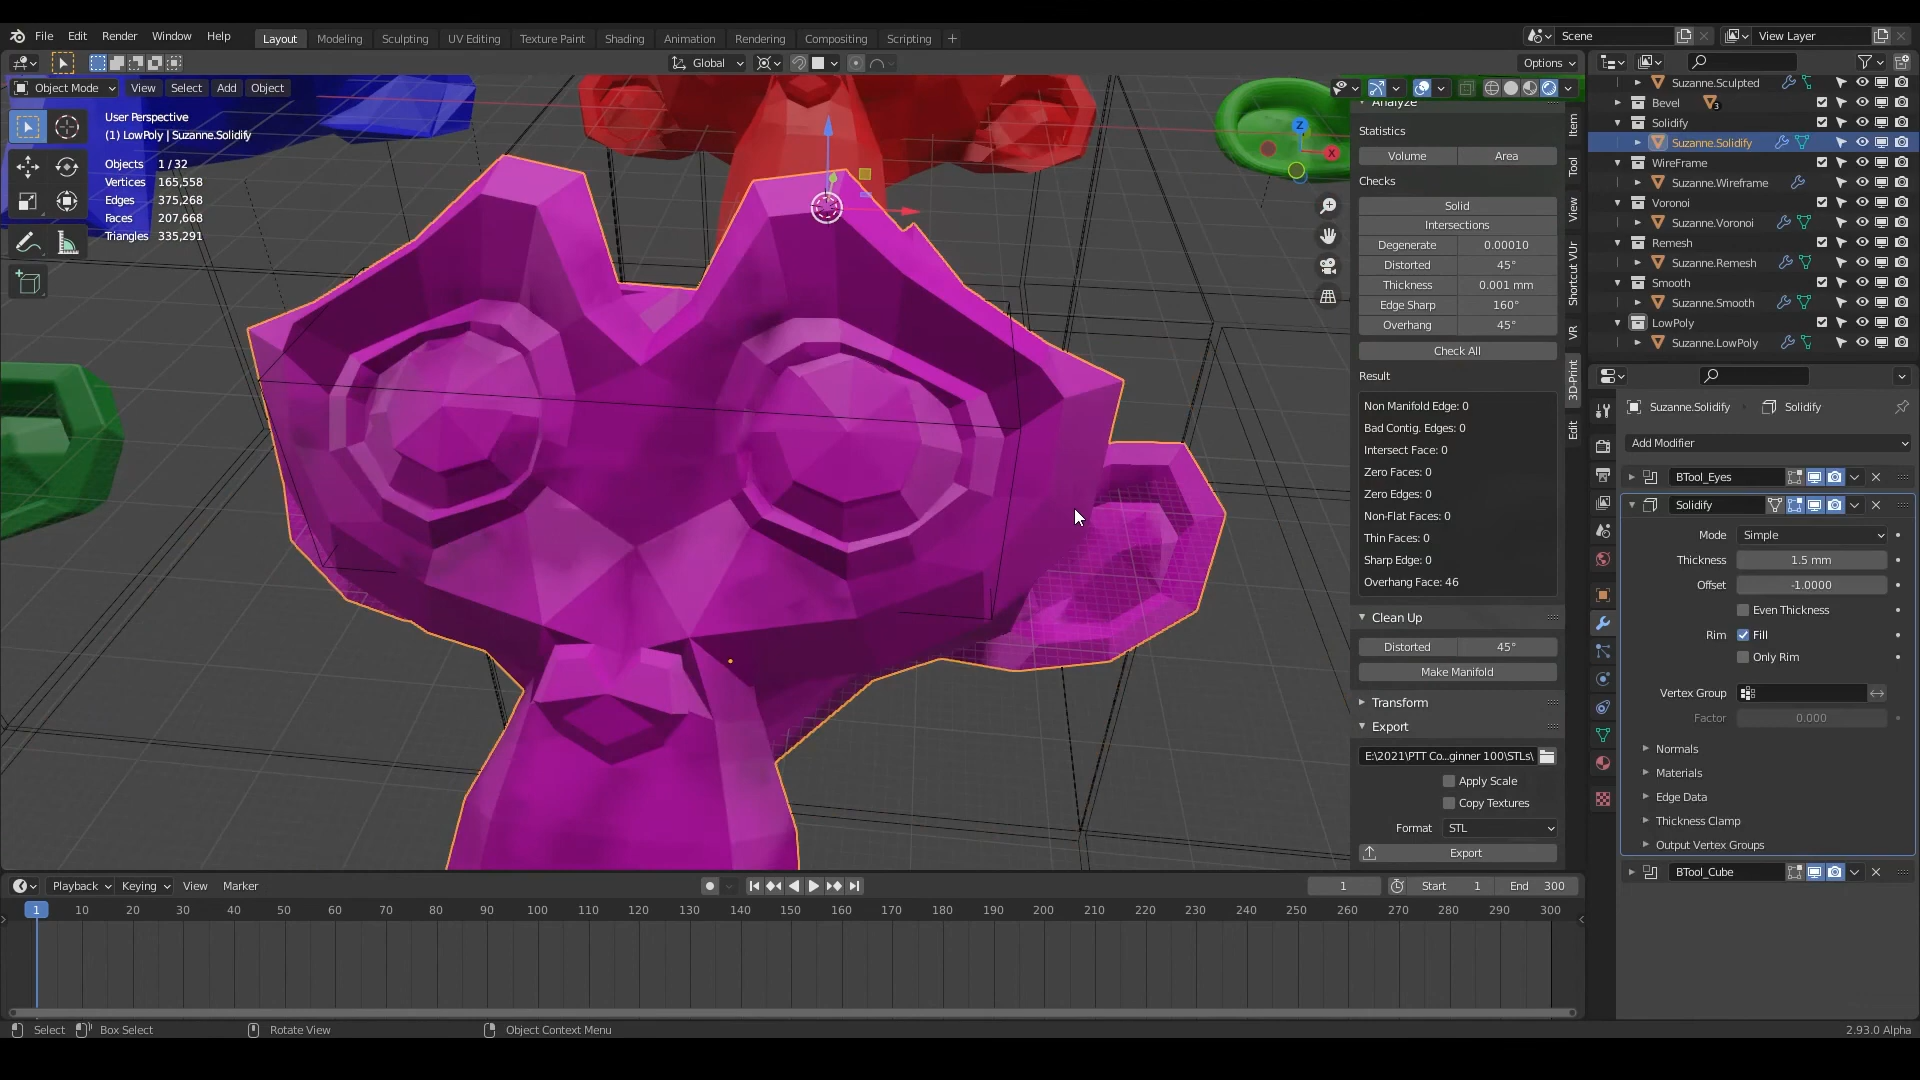 File Edit Render Window Help Layout Modeling Sculpting UV Editing Texture Paint Shading Animation Rendering Compositing Scripting + Scene View Layer
Global Options
Object Mode View Select Add Object
User Perspective
(1) LowPoly | Suzanne.Solidify
Objects 1 / 32
Vertices 165,558
Edges 375,268
Faces 207,668
Triangles 335,291
Z
X
Analyze
Statistics
Volume Area
Checks
Solid
Intersections
Degenerate 0.00010
Distorted 45°
Thickness 0.001 mm
Edge Sharp 160°
Overhang 45°
Check All
Result
Non Manifold Edge: 0
Bad Contig. Edges: 0
Intersect Face: 0
Zero Faces: 0
Zero Edges: 0
Non-Flat Faces: 0
Thin Faces: 0
Sharp Edge: 0
Overhang Face: 46
Clean Up
Distorted 45°
Make Manifold
Transform
Export
E:\2021\PTT Co...ginner 100\STLs\
Apply Scale
Copy Textures
Format STL
Export
Item
Tool
View
Shortcut VUr
VR
3D-Print
Edit
Suzanne.Sculpted
Bevel 3
Solidify
Suzanne.Solidify
WireFrame
Suzanne.Wireframe
Voronoi
Suzanne.Voronoi
Remesh
Suzanne.Remesh
Smooth
Suzanne.Smooth
LowPoly
Suzanne.LowPoly
Suzanne.Solidify Solidify
Add Modifier
BTool_Eyes
Solidify
Mode Simple
Thickness 1.5 mm
Offset -1.0000
Even Thickness
Rim Fill
Only Rim
Vertex Group
Factor 0.000
Normals
Materials
Edge Data
Thickness Clamp
Output Vertex Groups
BTool_Cube
Playback Keying View Marker 1 Start 1 End 300
1 10 20 30 40 50 60 70 80 90 100 110 120 130 140 150 160 170 180 190 200 210 220 230 240 250 260 270 280 290 300
Select Box Select Rotate View Object Context Menu 2.93.0 Alpha